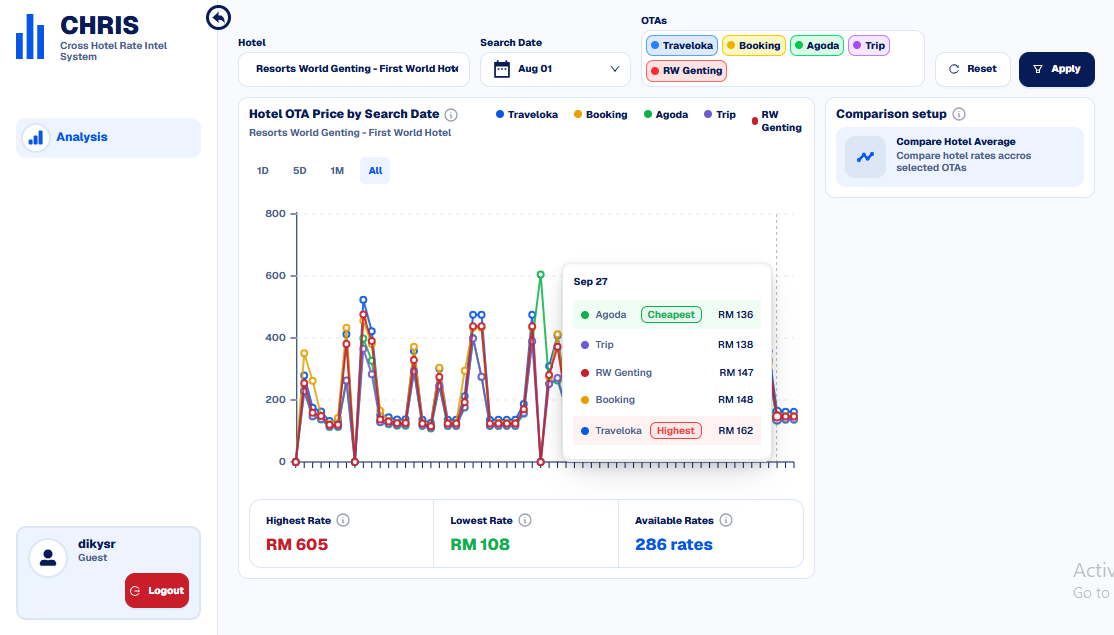 CHRIS
Cross Hotel Rate Intel
System
Analysis
dikysr
Guest
Logout
Hotel
Resorts World Genting - First World Hote
Search Date
Aug 01
OTAs
Traveloka
Booking
Agoda
Trip
RW Genting
Reset
Apply
Hotel OTA Price by Search Date
Resorts World Genting - First World Hotel
Traveloka
Booking
Agoda
Trip
RW
Genting
1D
5D
1M
All
800
600
400
200
0
Sep 27
Agoda Cheapest RM 136
Trip RM 138
RW Genting RM 147
Booking RM 148
Traveloka Highest RM 162
Highest Rate
RM 605
Lowest Rate
RM 108
Available Rates
286 rates
Comparison setup
Compare Hotel Average
Compare hotel rates accros
selected OTAs
Activ
Go to